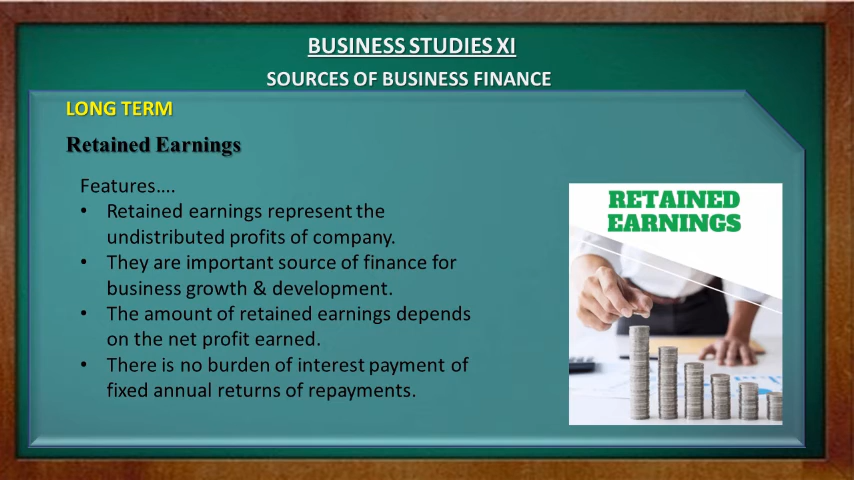 BUSINESS STUDIES XI
SOURCES OF BUSINESS FINANCE
LONG TERM
Retained Earnings
Features....
• Retained earnings represent the
undistributed profits of company.
• They are important source of finance for
business growth & development.
• The amount of retained earnings depends
on the net profit earned.
• There is no burden of interest payment of
fixed annual returns of repayments.
RETAINED
EARNINGS